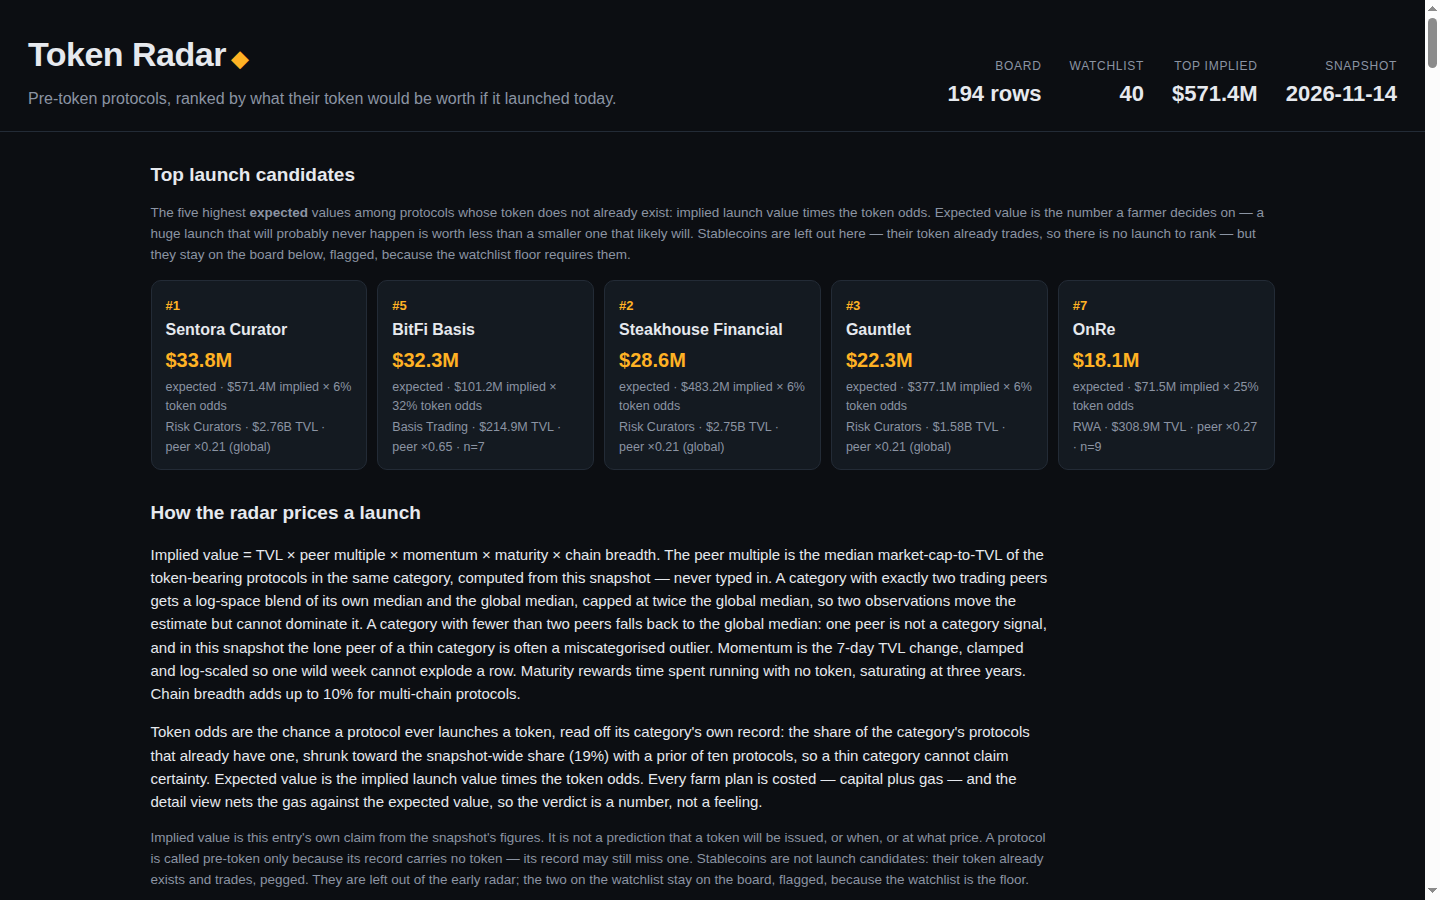 Token Radar
Pre-token protocols, ranked by what their token would be worth if it launched today.
BOARD
194 rows
WATCHLIST
40
TOP IMPLIED
$571.4M
SNAPSHOT
2026-11-14
Top launch candidates
The five highest expected values among protocols whose token does not already exist: implied launch value times the token odds. Expected value is the number a farmer decides on — a
huge launch that will probably never happen is worth less than a smaller one that likely will. Stablecoins are left out here — their token already trades, so there is no launch to rank — but
they stay on the board below, flagged, because the watchlist floor requires them.
#1
Sentora Curator
$33.8M
expected · $571.4M implied × 6%
token odds
Risk Curators · $2.76B TVL ·
peer ×0.21 (global)
#5
BitFi Basis
$32.3M
expected · $101.2M implied ×
32% token odds
Basis Trading · $214.9M TVL ·
peer ×0.65 · n=7
#2
Steakhouse Financial
$28.6M
expected · $483.2M implied × 6%
token odds
Risk Curators · $2.75B TVL ·
peer ×0.21 (global)
#3
Gauntlet
$22.3M
expected · $377.1M implied × 6%
token odds
Risk Curators · $1.58B TVL ·
peer ×0.21 (global)
#7
OnRe
$18.1M
expected · $71.5M implied × 25%
token odds
RWA · $308.9M TVL · peer ×0.27
· n=9
How the radar prices a launch
Implied value = TVL × peer multiple × momentum × maturity × chain breadth. The peer multiple is the median market-cap-to-TVL of the
token-bearing protocols in the same category, computed from this snapshot — never typed in. A category with exactly two trading peers
gets a log-space blend of its own median and the global median, capped at twice the global median, so two observations move the
estimate but cannot dominate it. A category with fewer than two peers falls back to the global median: one peer is not a category signal,
and in this snapshot the lone peer of a thin category is often a miscategorised outlier. Momentum is the 7-day TVL change, clamped
and log-scaled so one wild week cannot explode a row. Maturity rewards time spent running with no token, saturating at three years.
Chain breadth adds up to 10% for multi-chain protocols.
Token odds are the chance a protocol ever launches a token, read off its category's own record: the share of the category's protocols
that already have one, shrunk toward the snapshot-wide share (19%) with a prior of ten protocols, so a thin category cannot claim
certainty. Expected value is the implied launch value times the token odds. Every farm plan is costed — capital plus gas — and the
detail view nets the gas against the expected value, so the verdict is a number, not a feeling.
Implied value is this entry's own claim from the snapshot's figures. It is not a prediction that a token will be issued, or when, or at what price. A protocol
is called pre-token only because its record carries no token — its record may still miss one. Stablecoins are not launch candidates: their token already
exists and trades, pegged. They are left out of the early radar; the two on the watchlist stay on the board, flagged, because the watchlist is the floor.